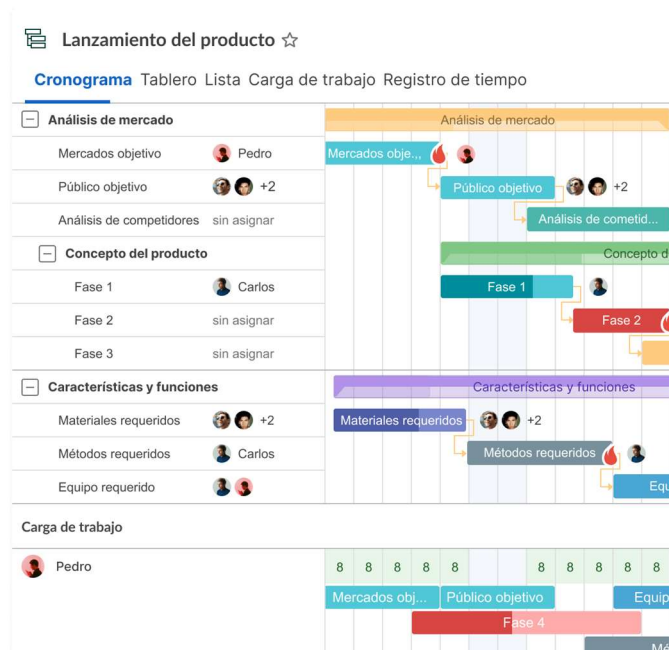 Lanzamiento del producto
Cronograma Tablero Lista Carga de trabajo Registro de tiempo
Análisis de mercado Análisis de mercado
Mercados objetivo Pedro Mercados obje...
Público objetivo +2 Público objetivo +2
Análisis de competidores sin asignar Análisis de cometid...
Concepto del producto Concepto d
Fase 1 Carlos Fase 1
Fase 2 sin asignar Fase 2
Fase 3 sin asignar
Características y funciones Características y funciones
Materiales requeridos +2 Materiales requeridos +2
Métodos requeridos Carlos Métodos requeridos
Equipo requerido Equ
Carga de trabajo
Pedro 8 8 8 8 8 8 8 8 8 8
Mercados obj... Público objetivo Equip
Fase 4
Mé